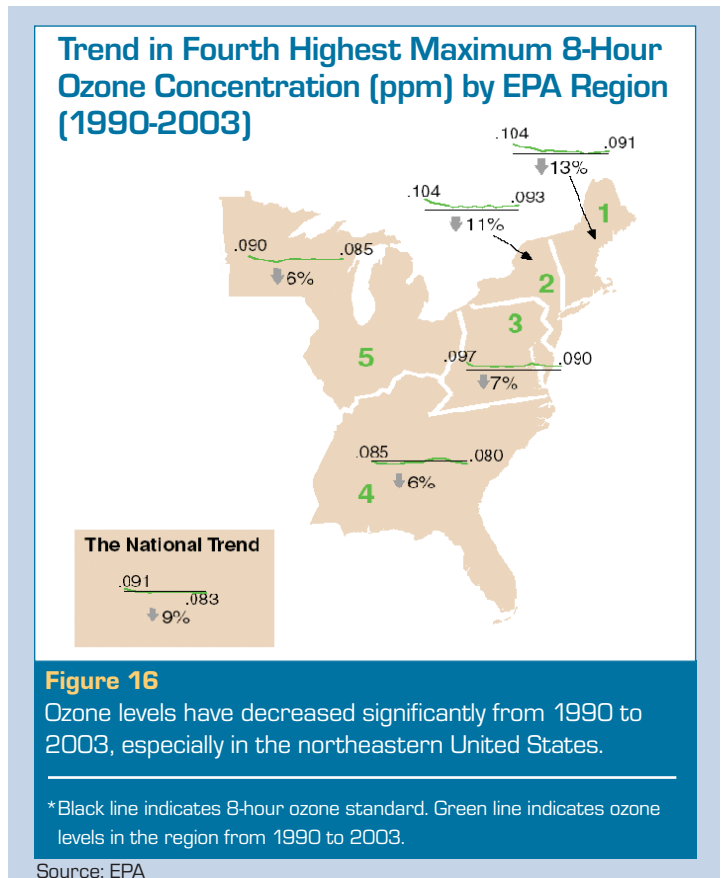 Trend in Fourth Highest Maximum 8-Hour
Ozone Concentration (ppm) by EPA Region
(1990-2003)
.104
.091
13%
.104
.093
11%
1
.090
.085
6%
2
3
5
.097
.090
7%
.085
.080
6%
4
The National Trend
.091
.083
9%
Figure 16
Ozone levels have decreased significantly from 1990 to
2003, especially in the northeastern United States.
*Black line indicates 8-hour ozone standard. Green line indicates ozone
levels in the region from 1990 to 2003.
Source: EPA